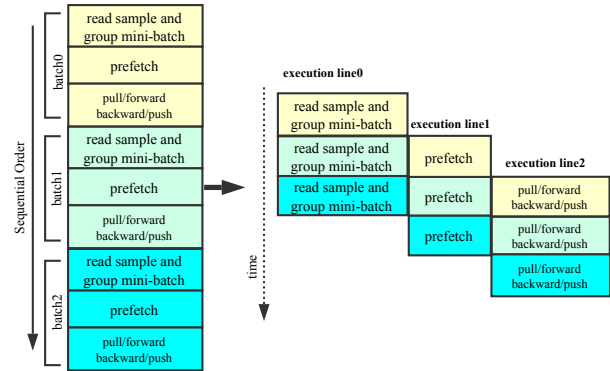 Sequential Order
batch0
read sample and
group mini-batch
prefetch
pull/forward
backward/push
batch1
read sample and
group mini-batch
prefetch
pull/forward
backward/push
batch2
read sample and
group mini-batch
prefetch
pull/forward
backward/push
time
execution line0
read sample and
group mini-batch
read sample and
group mini-batch
read sample and
group mini-batch
execution line1
prefetch
prefetch
prefetch
execution line2
pull/forward
backward/push
pull/forward
backward/push
pull/forward
backward/push